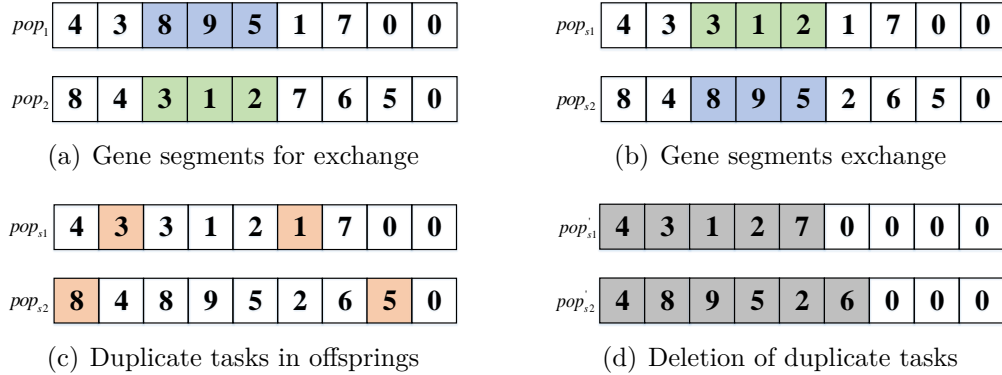 pop1 4 3 8 9 5 1 7 0 0
pop2 8 4 3 1 2 7 6 5 0
(a) Gene segments for exchange
pops1 4 3 3 1 2 1 7 0 0
pops2 8 4 8 9 5 2 6 5 0
(b) Gene segments exchange
pops1 4 3 3 1 2 1 7 0 0
pops2 8 4 8 9 5 2 6 5 0
(c) Duplicate tasks in offsprings
pop's1 4 3 1 2 7 0 0 0 0
pop's2 4 8 9 5 2 6 0 0 0
(d) Deletion of duplicate tasks